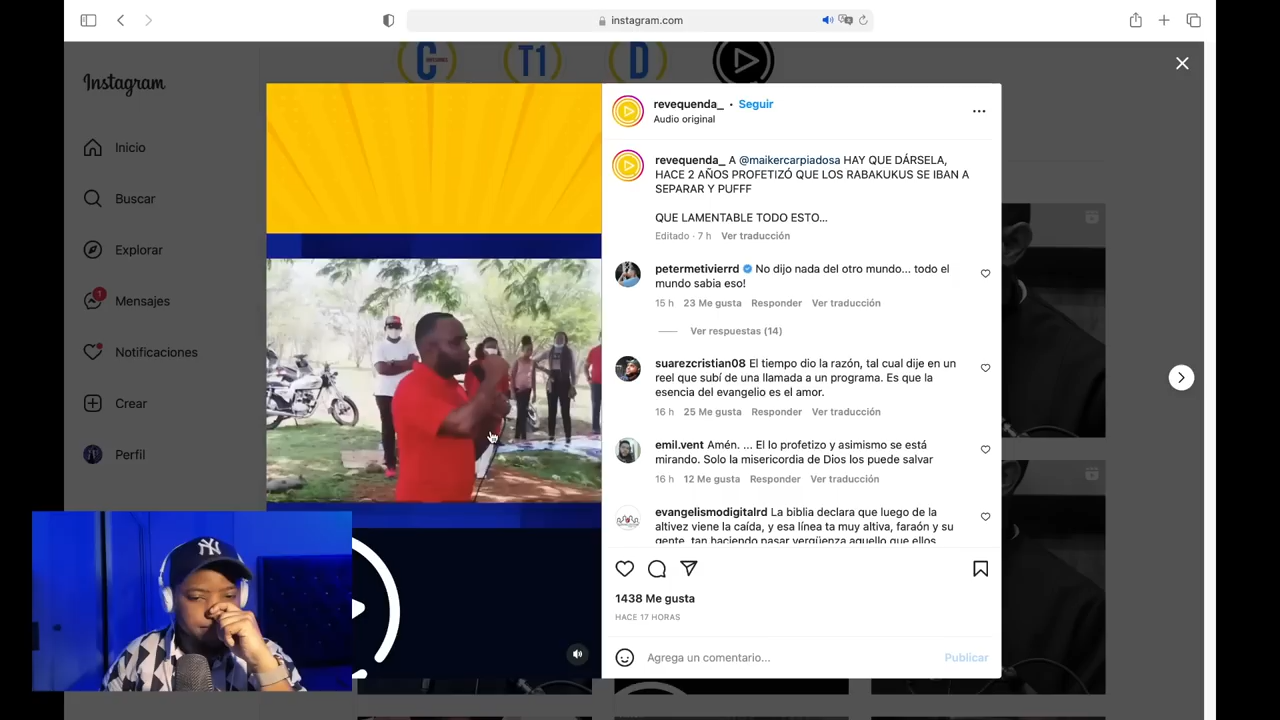 instagram.com
C T1 D
Instagram
Inicio
Buscar
Explorar
1
Mensajes
Notificaciones
Crear
Perfil
revequenda_ • Seguir
Audio original
revequenda_ A @maikercarpiadosa HAY QUE DÁRSELA,
HACE 2 AÑOS PROFETIZÓ QUE LOS RABAKUKUS SE IBAN A
SEPARAR Y PUFFF
QUE LAMENTABLE TODO ESTO...
Editado · 7 h Ver traducción
petermetivierrd No dijo nada del otro mundo... todo el
mundo sabia eso!
15 h 23 Me gusta Responder Ver traducción
Ver respuestas (14)
suarezcristian08 El tiempo dio la razón, tal cual dije en un
reel que subí de una llamada a un programa. Es que la
esencia del evangelio es el amor.
16 h 25 Me gusta Responder Ver traducción
emil.vent Amén. ... El lo profetizo y asimismo se está
mirando. Solo la misericordia de Dios los puede salvar
16 h 12 Me gusta Responder Ver traducción
evangelismodigitalrd La biblia declara que luego de la
altivez viene la caída, y esa línea ta muy altiva, faraón y su
gente, tan haciendo pasar vergüenza aquello que ellos
1438 Me gusta
HACE 17 HORAS
Agrega un comentario...
Publicar
NY